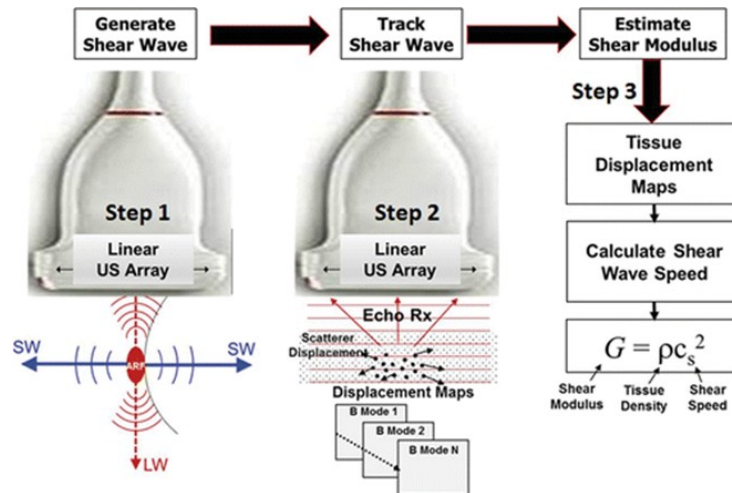 Generate
Shear Wave
Track
Shear Wave
Estimate
Shear Modulus
Step 1
Linear
US Array
SW
SW
ARF
LW
Step 2
Linear
US Array
Echo Rx
Scatterer
Displacement
Displacement Maps
B Mode 1
B Mode 2
B Mode N
Step 3
Tissue
Displacement
Maps
Calculate Shear
Wave Speed
G = ρcₛ²
Shear
Modulus
Tissue
Density
Shear
Speed